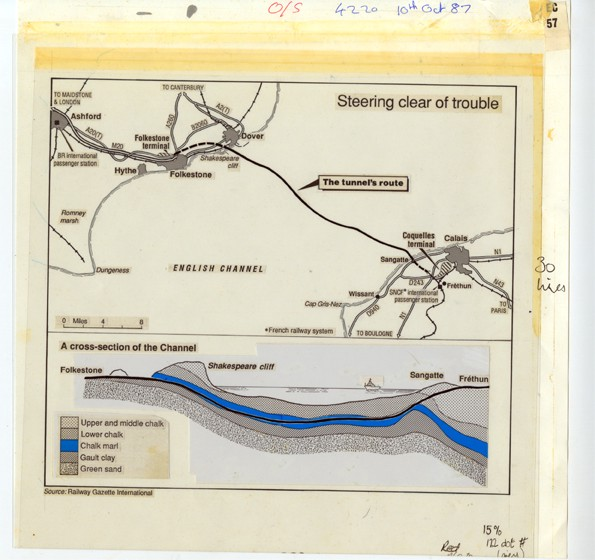 O/S 4220 10th Oct 87
EC
57
Steering clear of trouble
TO MAIDSTONE
& LONDON
TO CANTERBURY
Ashford
A20(T)
M20
A260
B2060
A2(T)
Dover
Folkestone
terminal
Shakespeare
cliff
BR international
passenger station
Hythe
Folkestone
The tunnel's route
Romney
marsh
Coquelles
terminal
Calais
Sangatte
N1
Dungeness
ENGLISH CHANNEL
D243
Fréthun
N43
SNCF* international
passenger station
Wissant
TO
PARIS
Cap Gris-Nez
D940
N1
0 Miles 4 8
*French railway system
TO BOULOGNE
30
lines
A cross-section of the Channel
Folkestone
Shakespeare cliff
Sangatte
Fréthun
Upper and middle chalk
Lower chalk
Chalk marl
Gault clay
Green sand
Source: Railway Gazette International
15%
dot #
Red